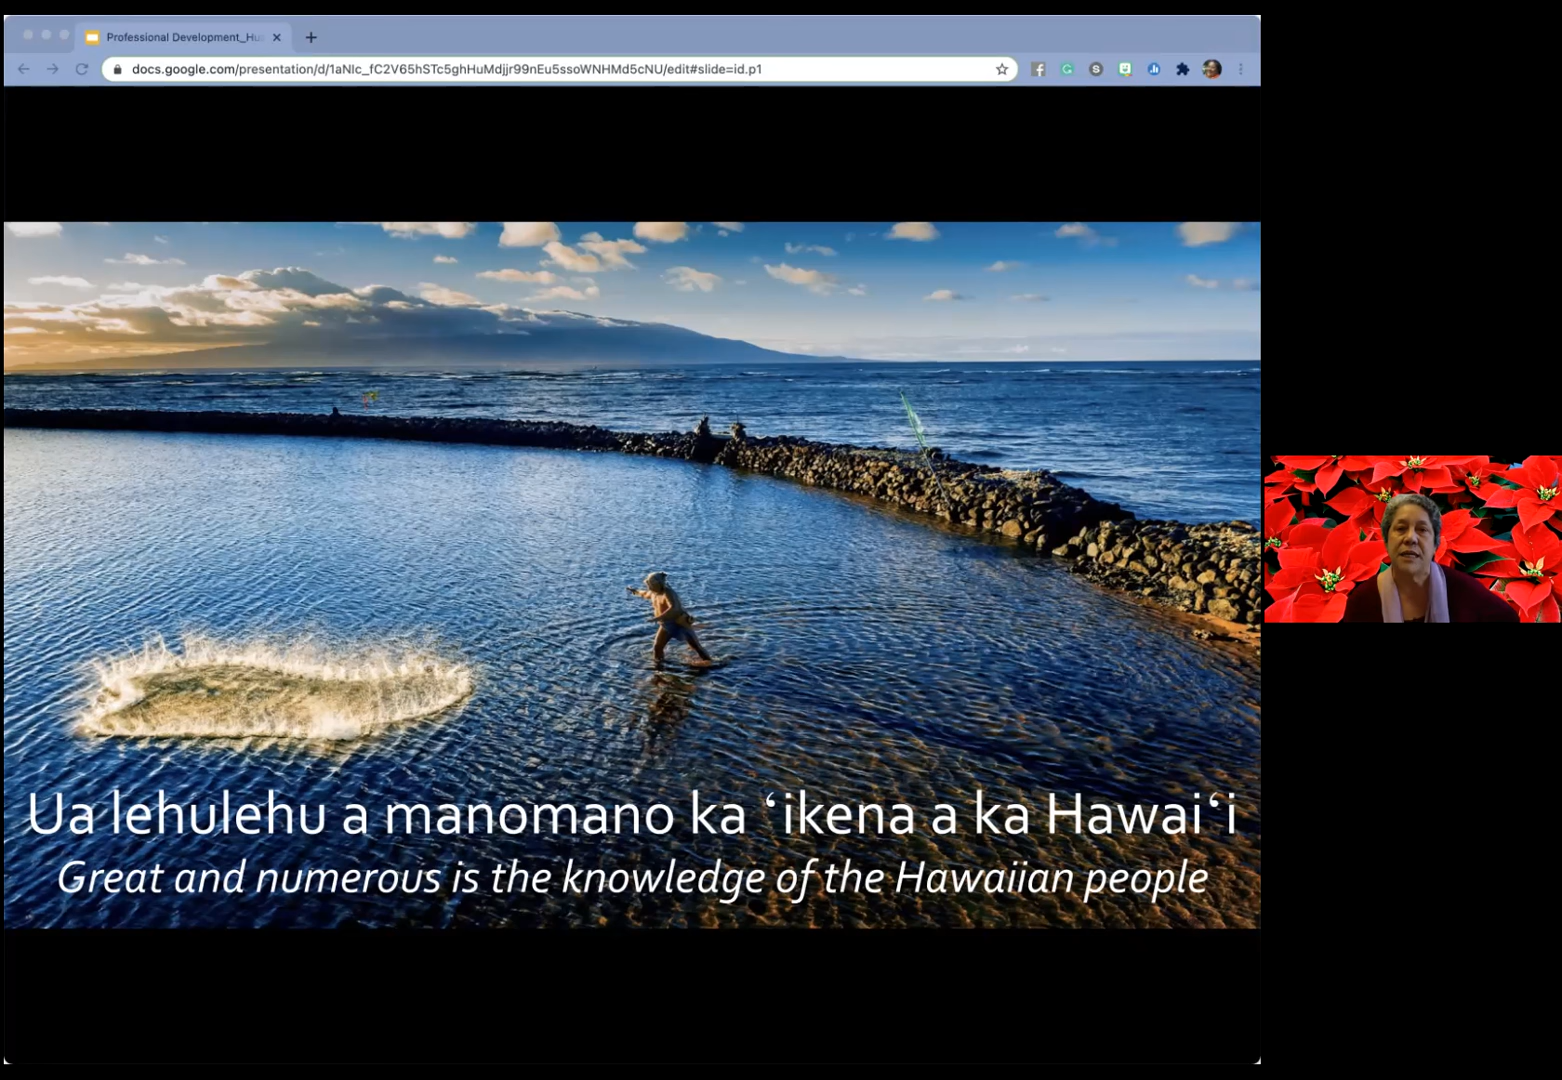 Professional Development_Hu
docs.google.com/presentation/d/1aNlc_fC2V65hSTc5ghHuMdjjr99nEu5ssoWNHMd5cNU/edit#slide=id.p1
Ua lehulehu a manomano ka ʻikena a ka Hawaiʻi
Great and numerous is the knowledge of the Hawaiian people